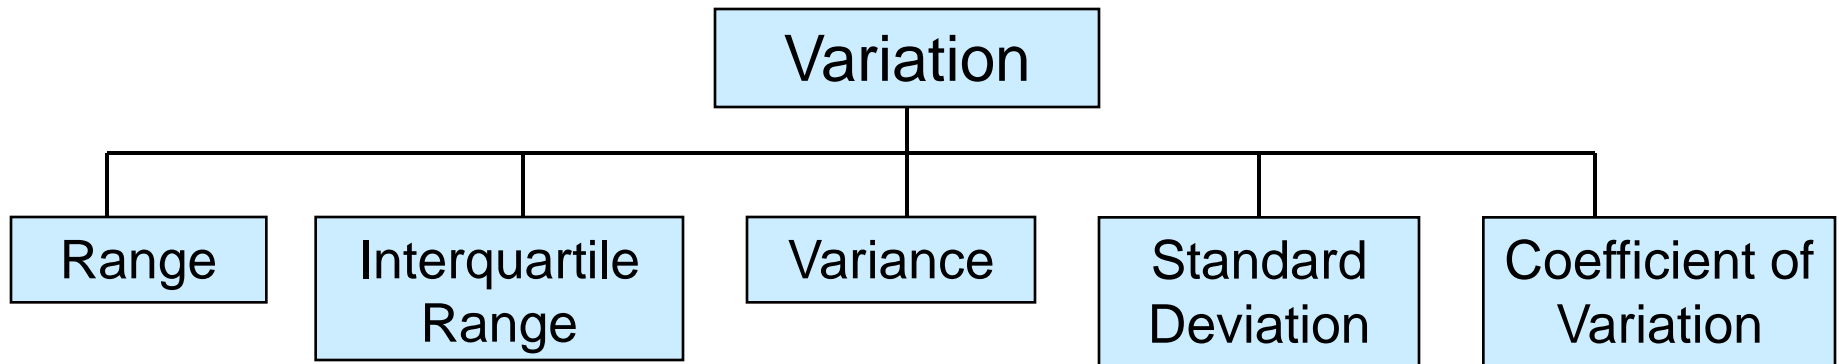 Variation
Range
Interquartile
Range
Variance
Standard
Deviation
Coefficient of
Variation